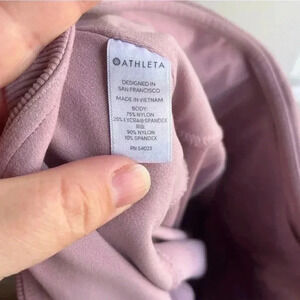 ATHLETA
DESIGNED IN
SAN FRANCISCO
MADE IN VIETNAM
BODY:
75% NYLON
25% LYCRA® SPANDEX
RIB:
90% NYLON
10% SPANDEX
RN 54023